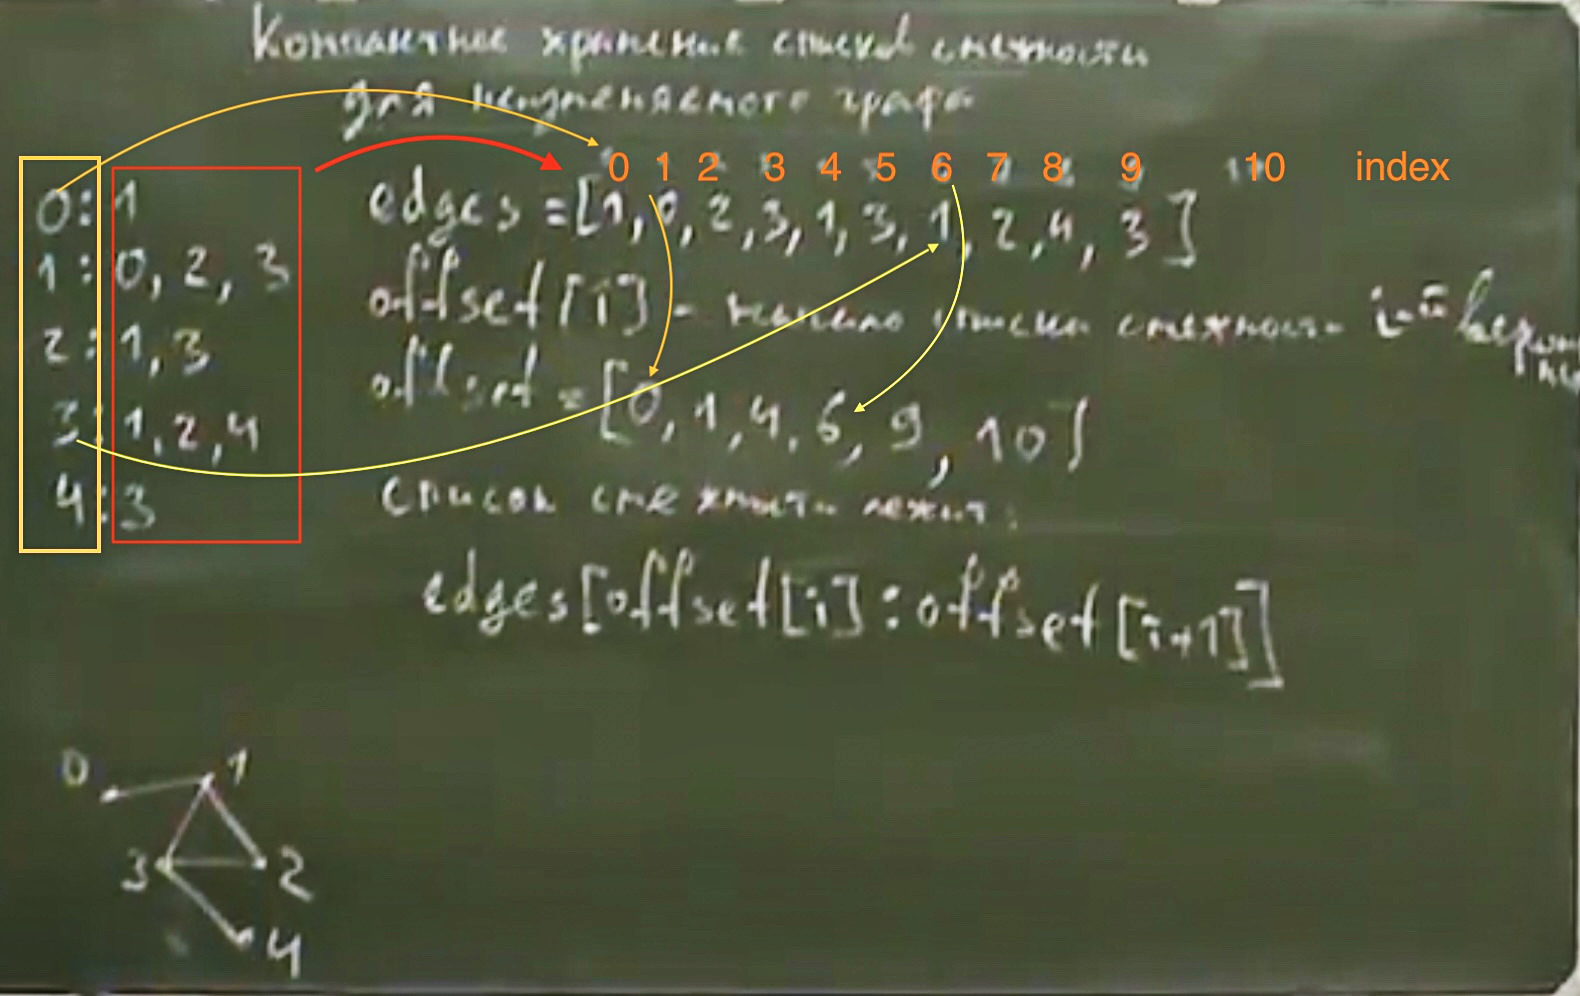 Компактное хранение списков смежности
для неизменяемого графа
0 1 2 3 4 5 6 7 8 9 10 index
0: 1
1: 0, 2, 3
2: 1, 3
3: 1, 2, 4
4: 3
edges = [1, 0, 2, 3, 1, 3, 1, 2, 4, 3]
offset[i] - начало списка смежности i-ой вершины
offset = [0, 1, 4, 6, 9, 10]
список смежности лежит:
edges[offset[i] : offset[i+1]]
0 1
3 2
4